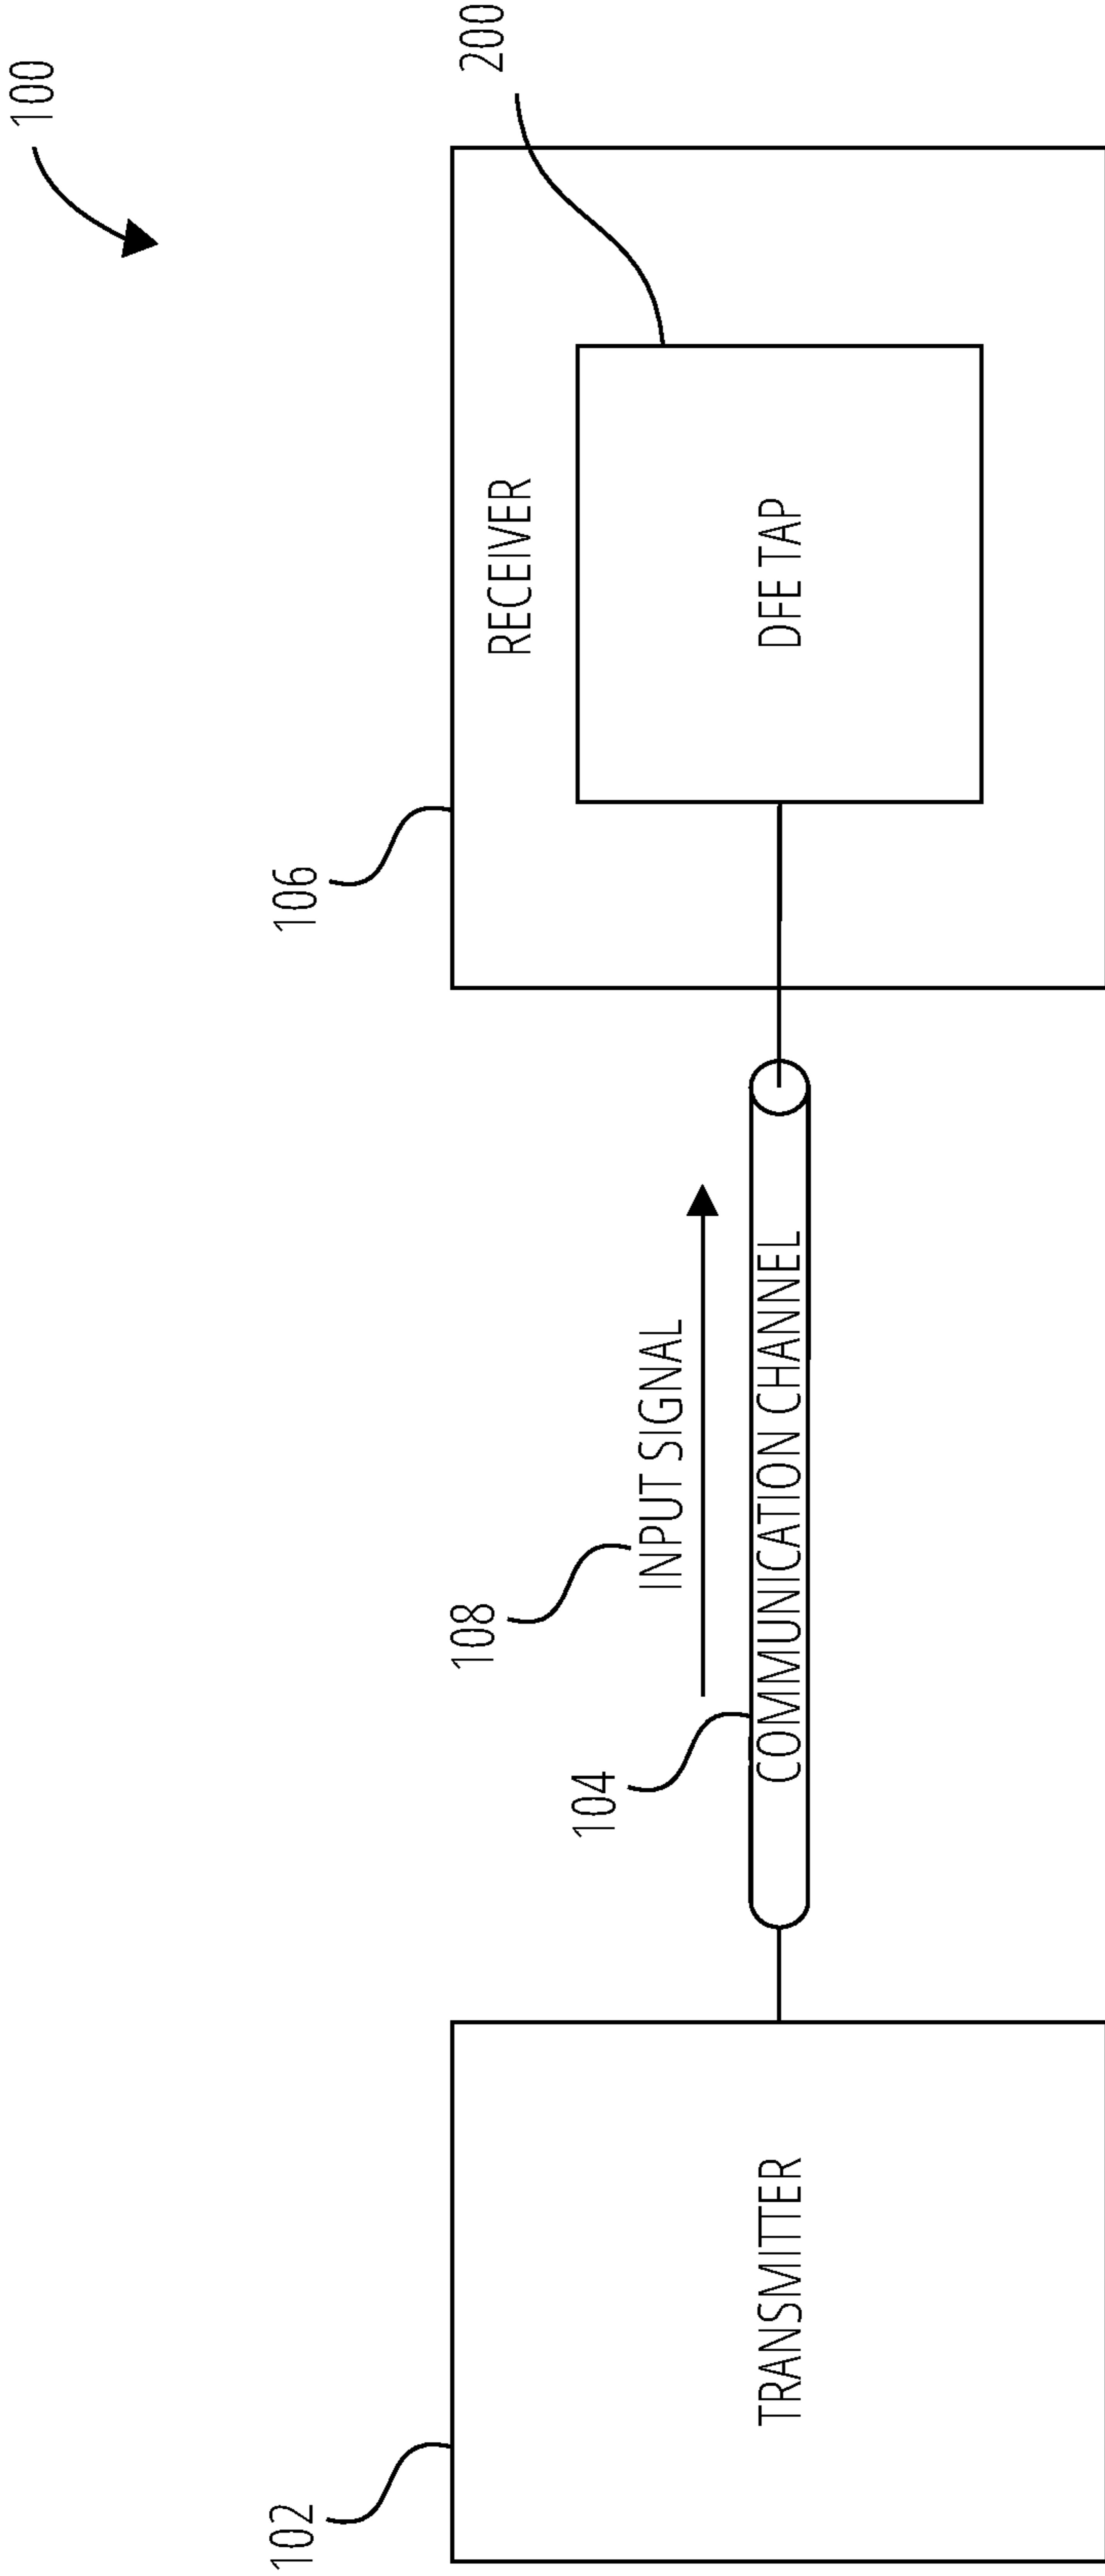 100
102
TRANSMITTER
104
COMMUNICATION CHANNEL
108
INPUT SIGNAL
106
RECEIVER
200
DFE TAP